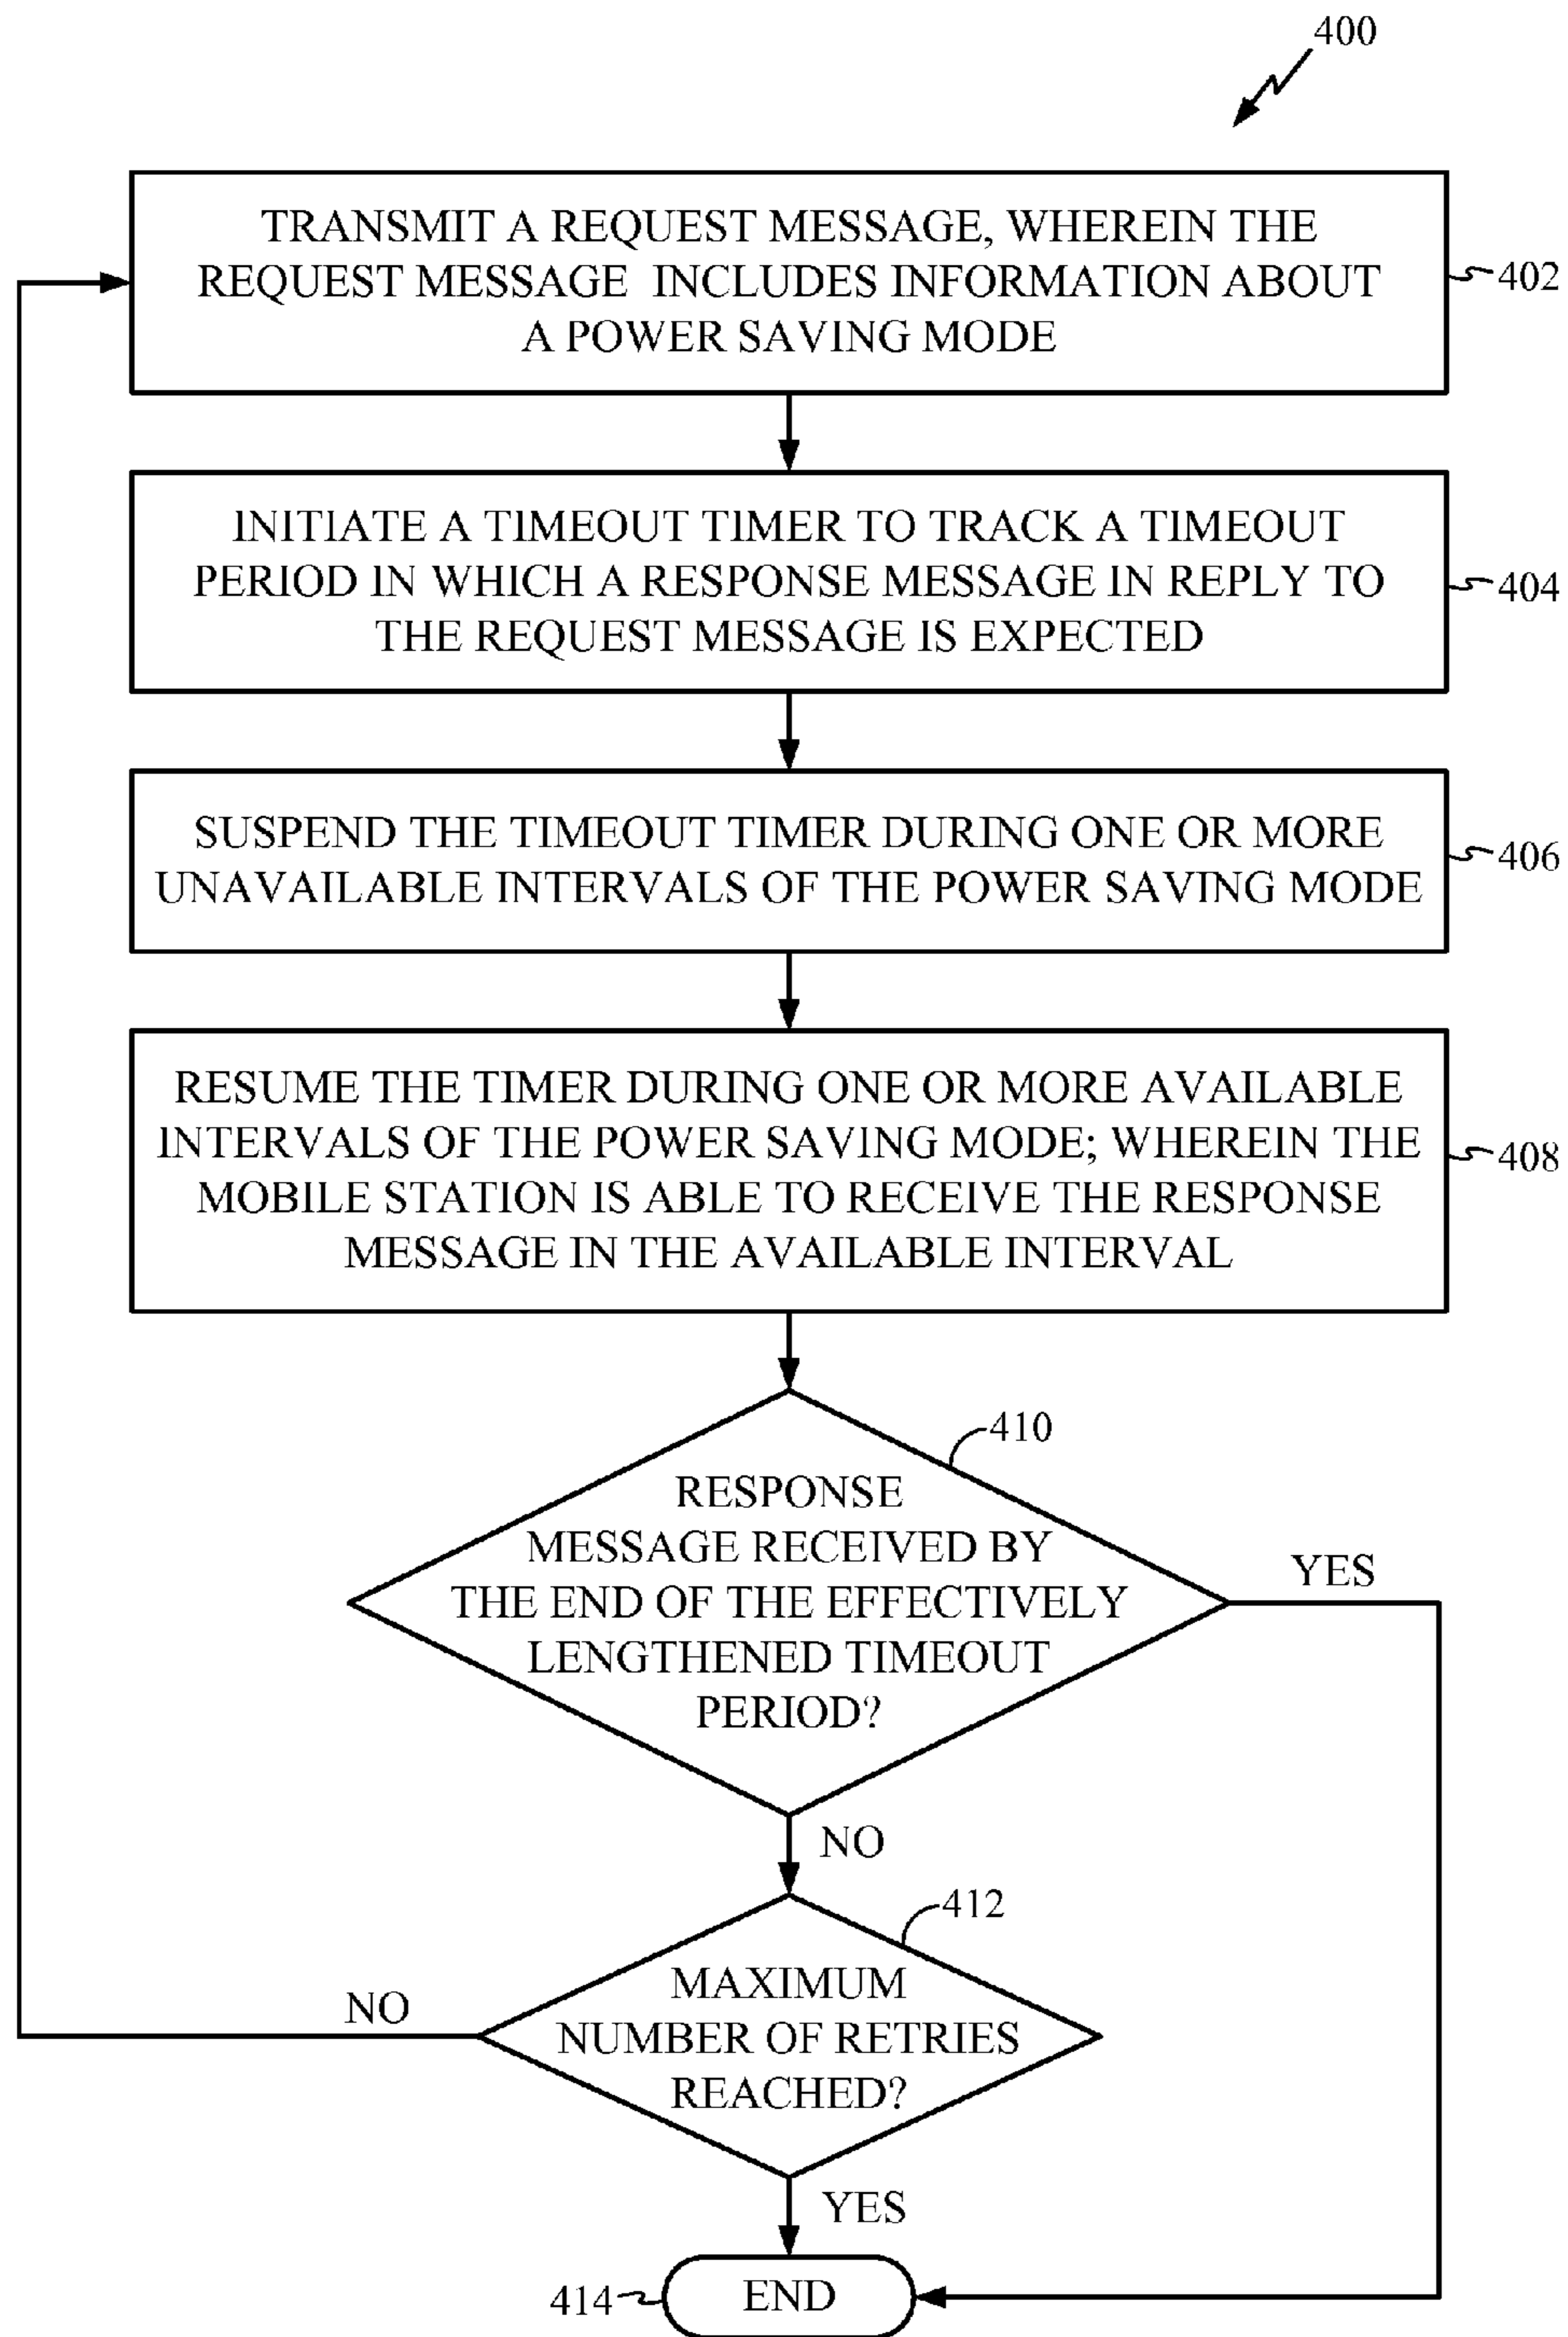 400
TRANSMIT A REQUEST MESSAGE, WHEREIN THE
REQUEST MESSAGE INCLUDES INFORMATION ABOUT
A POWER SAVING MODE
402
INITIATE A TIMEOUT TIMER TO TRACK A TIMEOUT
PERIOD IN WHICH A RESPONSE MESSAGE IN REPLY TO
THE REQUEST MESSAGE IS EXPECTED
404
SUSPEND THE TIMEOUT TIMER DURING ONE OR MORE
UNAVAILABLE INTERVALS OF THE POWER SAVING MODE
406
RESUME THE TIMER DURING ONE OR MORE AVAILABLE
INTERVALS OF THE POWER SAVING MODE; WHEREIN THE
MOBILE STATION IS ABLE TO RECEIVE THE RESPONSE
MESSAGE IN THE AVAILABLE INTERVAL
408
410
RESPONSE
MESSAGE RECEIVED BY
THE END OF THE EFFECTIVELY
LENGTHENED TIMEOUT
PERIOD?
YES
NO
412
MAXIMUM
NUMBER OF RETRIES
REACHED?
NO
YES
END
414